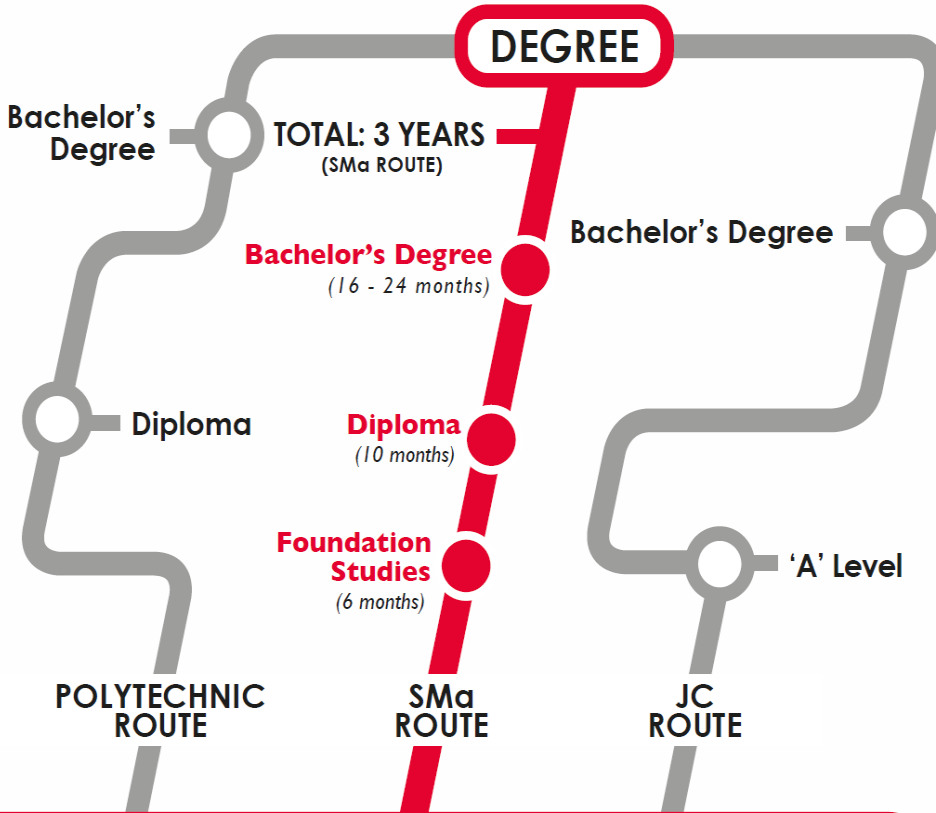 DEGREE
Bachelor's
Degree
TOTAL: 3 YEARS
(SMa ROUTE)
Bachelor's Degree
Bachelor's Degree
(16 - 24 months)
Diploma
Diploma
(10 months)
Foundation
Studies
(6 months)
'A' Level
POLYTECHNIC
ROUTE
SMa
ROUTE
JC
ROUTE